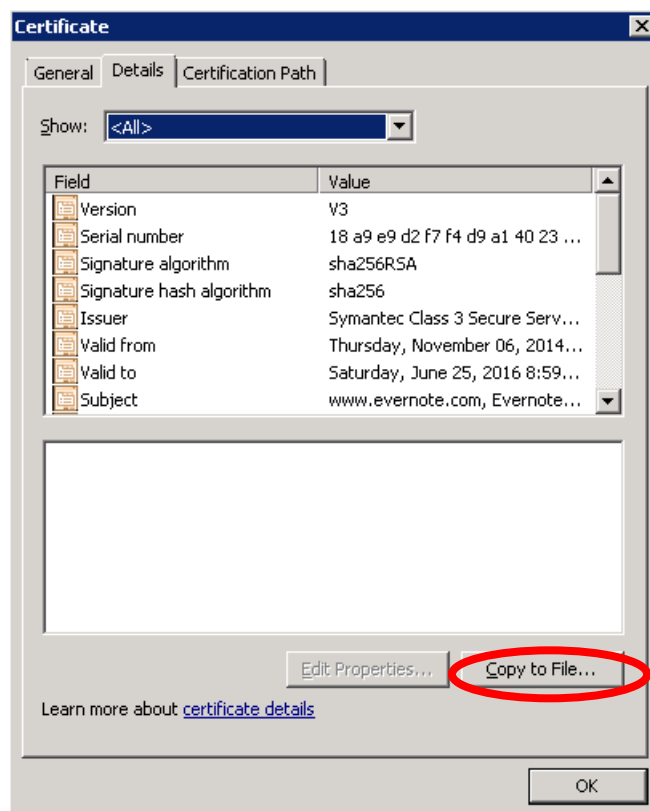 Certificate
General Details Certification Path
Show: <All>
Field Value
Version V3
Serial number 18 a9 e9 d2 f7 f4 d9 a1 40 23 ...
Signature algorithm sha256RSA
Signature hash algorithm sha256
Issuer Symantec Class 3 Secure Serv...
Valid from Thursday, November 06, 2014...
Valid to Saturday, June 25, 2016 8:59...
Subject www.evernote.com, Evernote...
Edit Properties... Copy to File...
Learn more about certificate details
OK